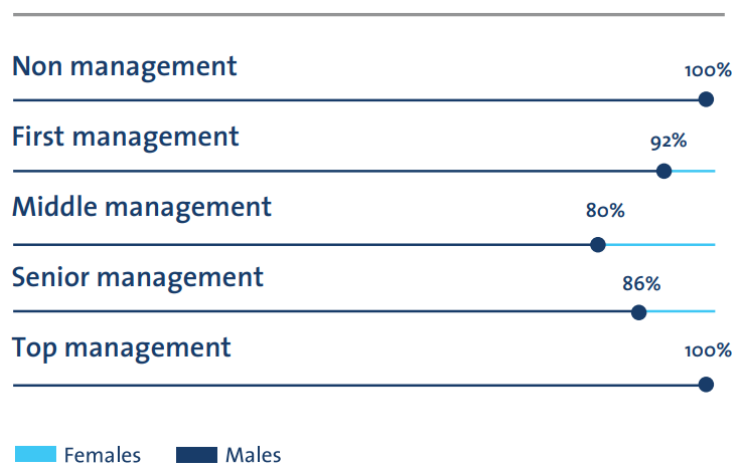 Non management
100%
First management
92%
Middle management
80%
Senior management
86%
Top management
100%
Females Males